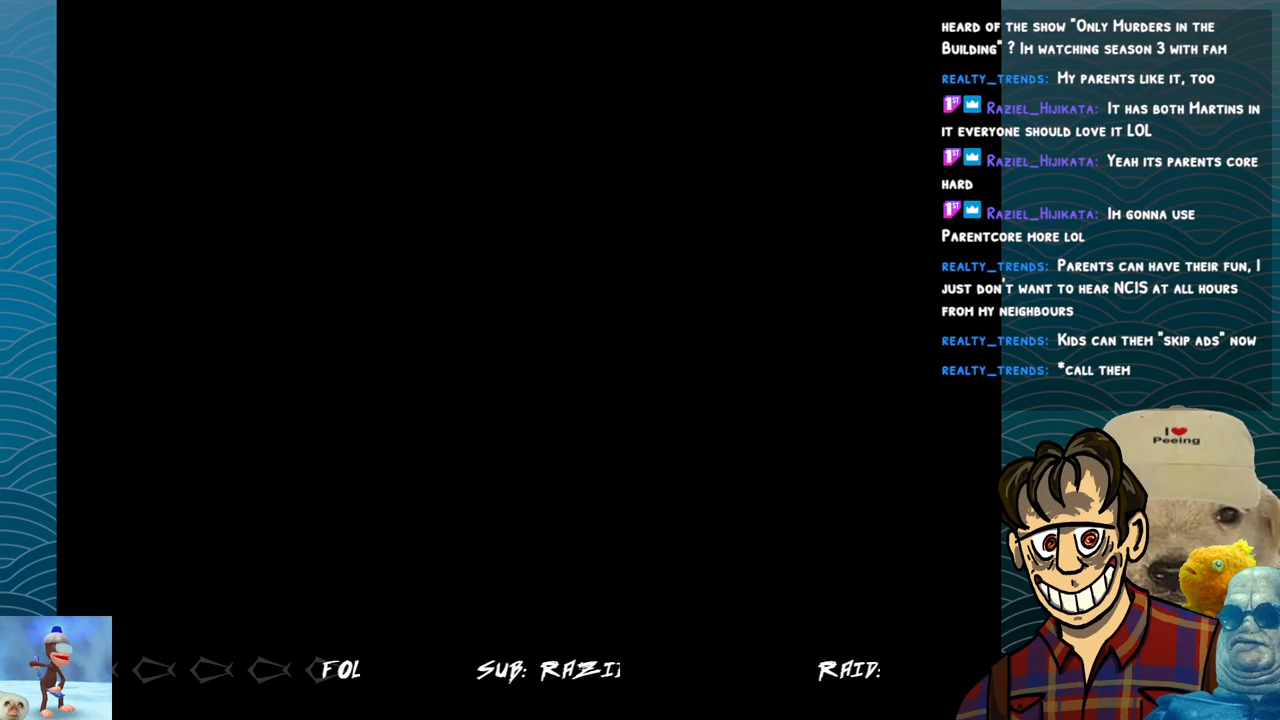 HEARD OF THE SHOW "ONLY MURDERS IN THE
BUILDING" ? IM WATCHING SEASON 3 WITH FAM
REALTY_TRENDS: MY PARENTS LIKE IT, TOO
1ST RAZIEL_HIJIKATA: IT HAS BOTH MARTINS IN
IT EVERYONE SHOULD LOVE IT LOL
1ST RAZIEL_HIJIKATA: YEAH ITS PARENTS CORE
HARD
1ST RAZIEL_HIJIKATA: IM GONNA USE
PARENTCORE MORE LOL
REALTY_TRENDS: PARENTS CAN HAVE THEIR FUN, I
JUST DON'T WANT TO HEAR NCIS AT ALL HOURS
FROM MY NEIGHBOURS
REALTY_TRENDS: KIDS CAN THEM "SKIP ADS" NOW
REALTY_TRENDS: *CALL THEM
I ❤ Peeing
FOL
SUB: RAZI
RAID: